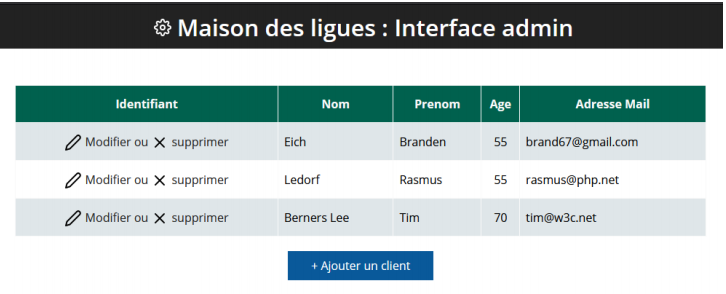 Maison des ligues : Interface admin
Identifiant Nom Prenom Age Adresse Mail
Modifier ou supprimer Eich Branden 55 brand67@gmail.com
Modifier ou supprimer Ledorf Rasmus 55 rasmus@php.net
Modifier ou supprimer Berners Lee Tim 70 tim@w3c.net
+ Ajouter un client